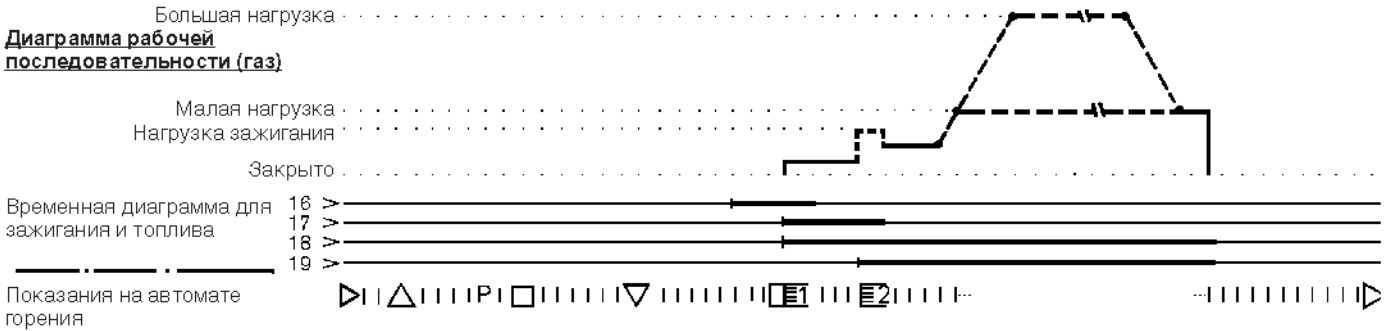 Большая нагрузка
Диаграмма рабочей
последовательности (газ)
Малая нагрузка
Нагрузка зажигания
Закрыто
Временная диаграмма для
зажигания и топлива
16 >
17 >
18 >
19 >
Показания на автомате
горения
P 1 2